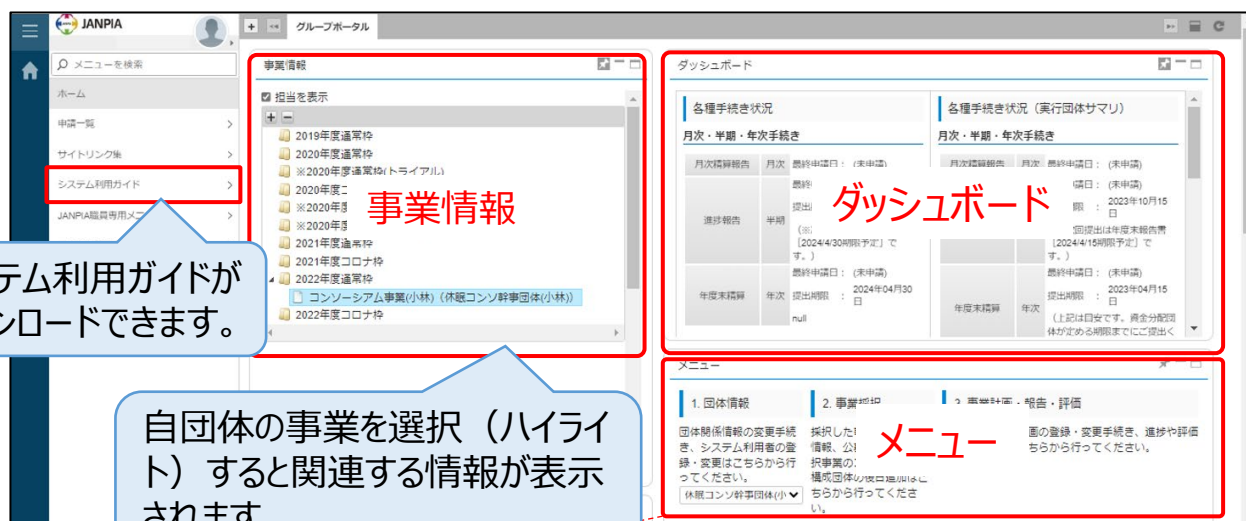 JANPIA
グループポータル
メニューを検索
ホーム
申請一覧
サイトリンク集
システム利用ガイド
JANPIA職員専用メニ
テム利用ガイドが
ンロードできます。
事業情報
担当を表示
2019年度通常枠
2020年度通常枠
※2020年度通常枠(トライアル)
2020年度コ
※2020年度
※2020年度
2021年度通常枠
2021年度コロナ枠
2022年度通常枠
コンソーシアム事業(小林)（休眠コンソ幹事団体(小林)）
2022年度コロナ枠
事業情報
自団体の事業を選択（ハイライ
ト）すると関連する情報が表示
されます
ダッシュボード
各種手続き状況
月次・半期・年次手続き
月次精算報告 月次 最終申請日： (未申請)
進捗報告 半期
（※
[2024/4/30期限予定］で
す。）
年度末精算 年次
最終申請日： (未申請)
提出期限 ： 2024年04月30
日
null
各種手続き状況（実行団体サマリ）
月次・半期・年次手続き
月次精算報告 月次 最終申請日： (未申請)
請日： (未申請)
限 ： 2023年10月15
日
回提出は年度末報告書
[2024/4/15期限予定］で
す。）
年度末精算 年次
最終申請日： (未申請)
提出期限 ： 2023年04月15
日
（上記は目安です。資金分配団
体が定める期限までにご提出く
ダッシュボード
メニュー
1. 団体情報
団体関係情報の変更手続
き、システム利用者の登
録・変更はこちらから行
ってください。
休眠コンソ幹事団体(小
2. 事業採択
採択した
情報、公
択事業の
構成団体の後日追加はこ
ちらから行ってくださ
い。
3. 事業計画・報告・評価
画の登録・変更手続き、進捗や評価
ちらから行ってください。
メニュー